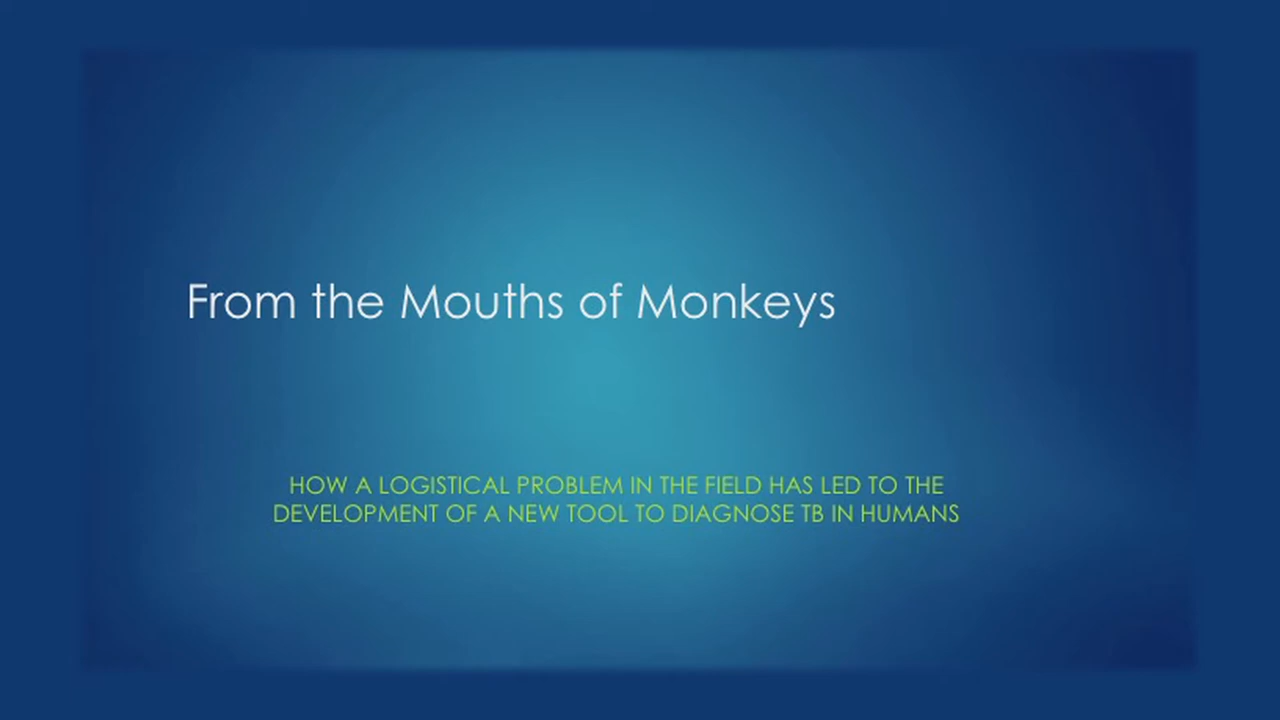 From the Mouths of Monkeys
HOW A LOGISTICAL PROBLEM IN THE FIELD HAS LED TO THE
DEVELOPMENT OF A NEW TOOL TO DIAGNOSE TB IN HUMANS